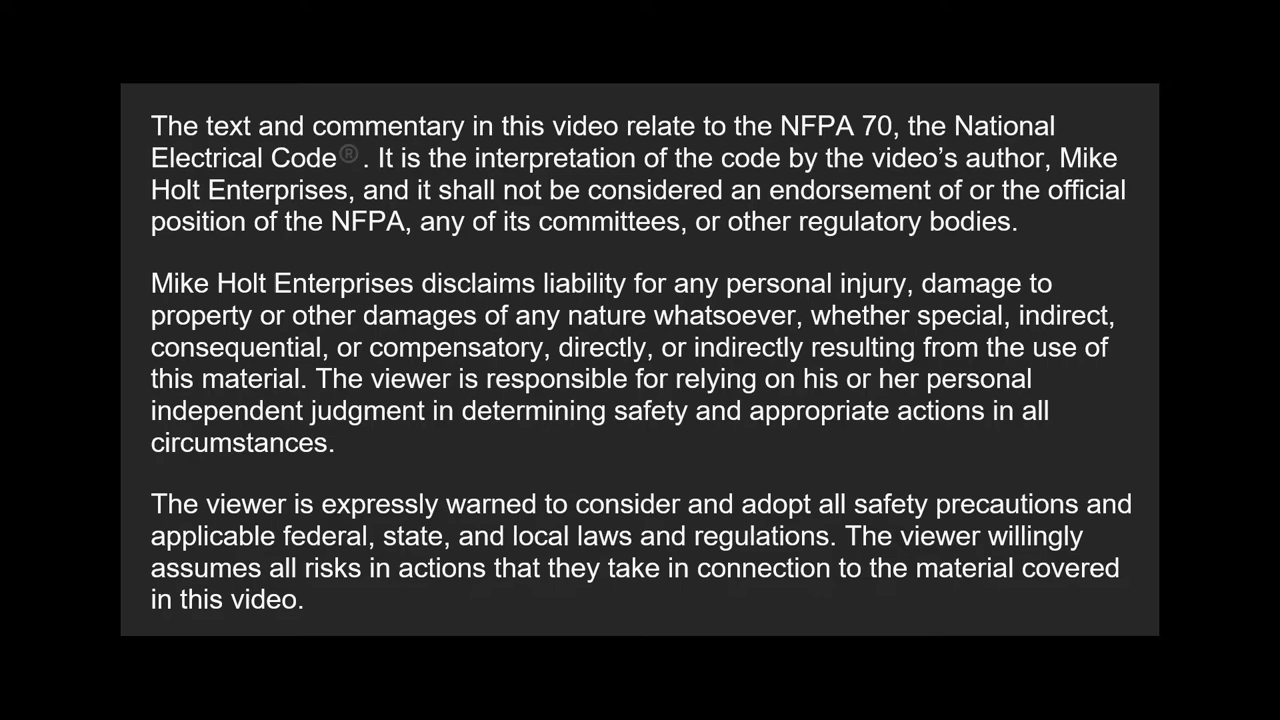 The text and commentary in this video relate to the NFPA 70, the National
Electrical Code®. It is the interpretation of the code by the video’s author, Mike
Holt Enterprises, and it shall not be considered an endorsement of or the official
position of the NFPA, any of its committees, or other regulatory bodies.
Mike Holt Enterprises disclaims liability for any personal injury, damage to
property or other damages of any nature whatsoever, whether special, indirect,
consequential, or compensatory, directly, or indirectly resulting from the use of
this material. The viewer is responsible for relying on his or her personal
independent judgment in determining safety and appropriate actions in all
circumstances.
The viewer is expressly warned to consider and adopt all safety precautions and
applicable federal, state, and local laws and regulations. The viewer willingly
assumes all risks in actions that they take in connection to the material covered
in this video.